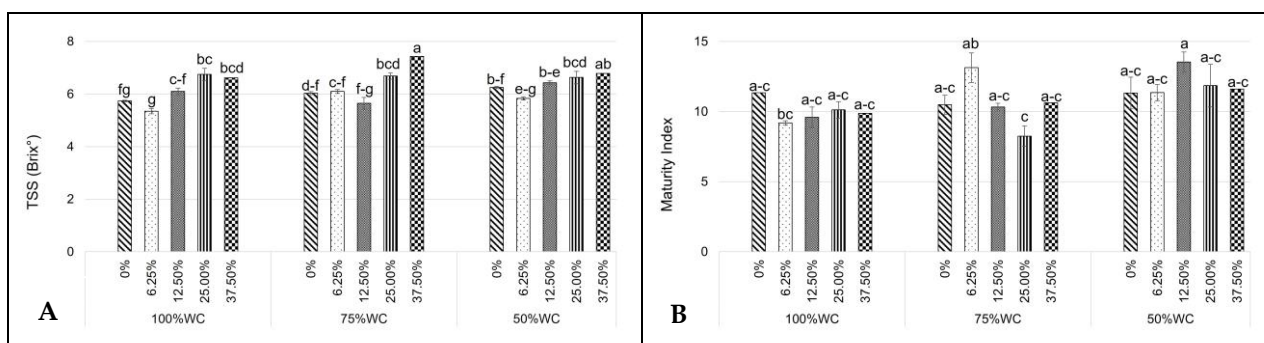 TSS (Brix°)
8
6
4
2
0
fg
g
c-f
bc
bcd
d-f
c-f
f-g
bcd
a
b-f
e-g
b-e
bcd
ab
0%
6.25%
12.50%
25.00%
37.50%
0%
6.25%
12.50%
25.00%
37.50%
0%
6.25%
12.50%
25.00%
37.50%
100%WC
75%WC
50%WC
A
Maturity Index
15
10
5
0
a-c
bc
a-c
a-c
a-c
a-c
ab
a-c
c
a-c
a-c
a-c
a
a-c
a-c
0%
6.25%
12.50%
25.00%
37.50%
0%
6.25%
12.50%
25.00%
37.50%
0%
6.25%
12.50%
25.00%
37.50%
100%WC
75%WC
50%WC
B